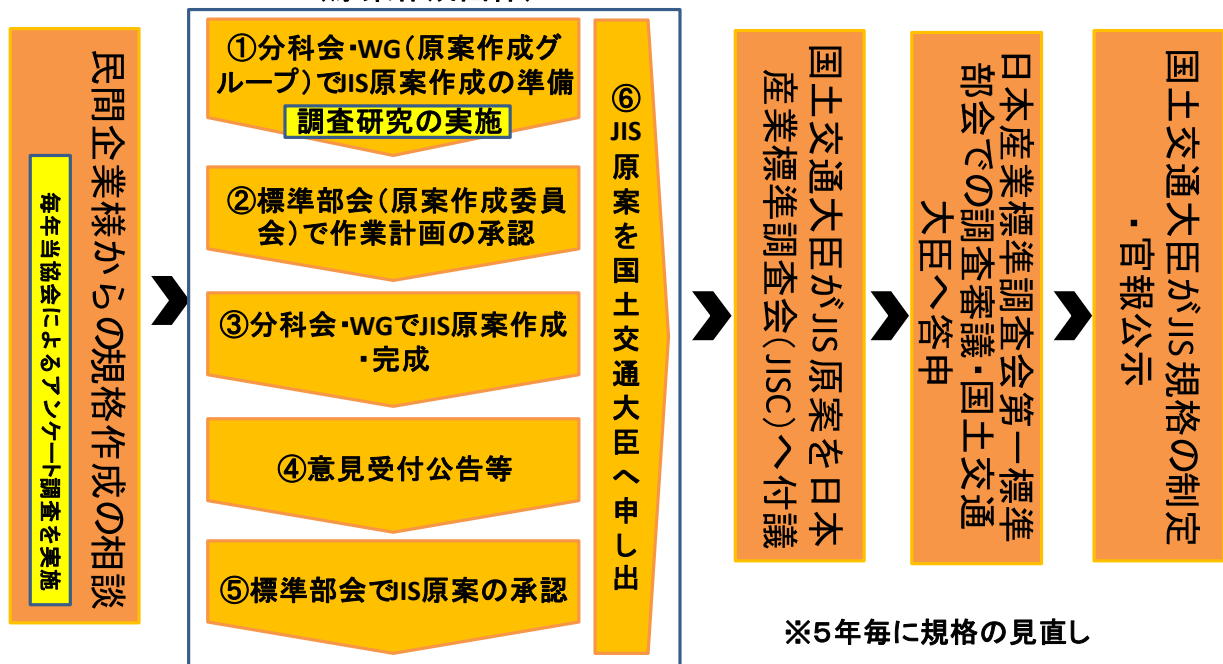 民間企業様からの規格作成の相談
毎年当協会によるアンケート調査を実施
①分科会・WG(原案作成グ
ループ)でJIS原案作成の準備
調査研究の実施
②標準部会(原案作成委員
会)で作業計画の承認
③分科会・WGでJIS原案作成
・完成
④意見受付公告等
⑤標準部会でJIS原案の承認
⑥JIS原案を国土交通大臣へ申し出
国土交通大臣がJIS原案を日本
産業標準調査会(JISC)へ付議
日本産業標準調査会第一標準
部会での調査審議・国土交通
大臣へ答申
国土交通大臣がJIS規格の制定
・官報公示
※5年毎に規格の見直し